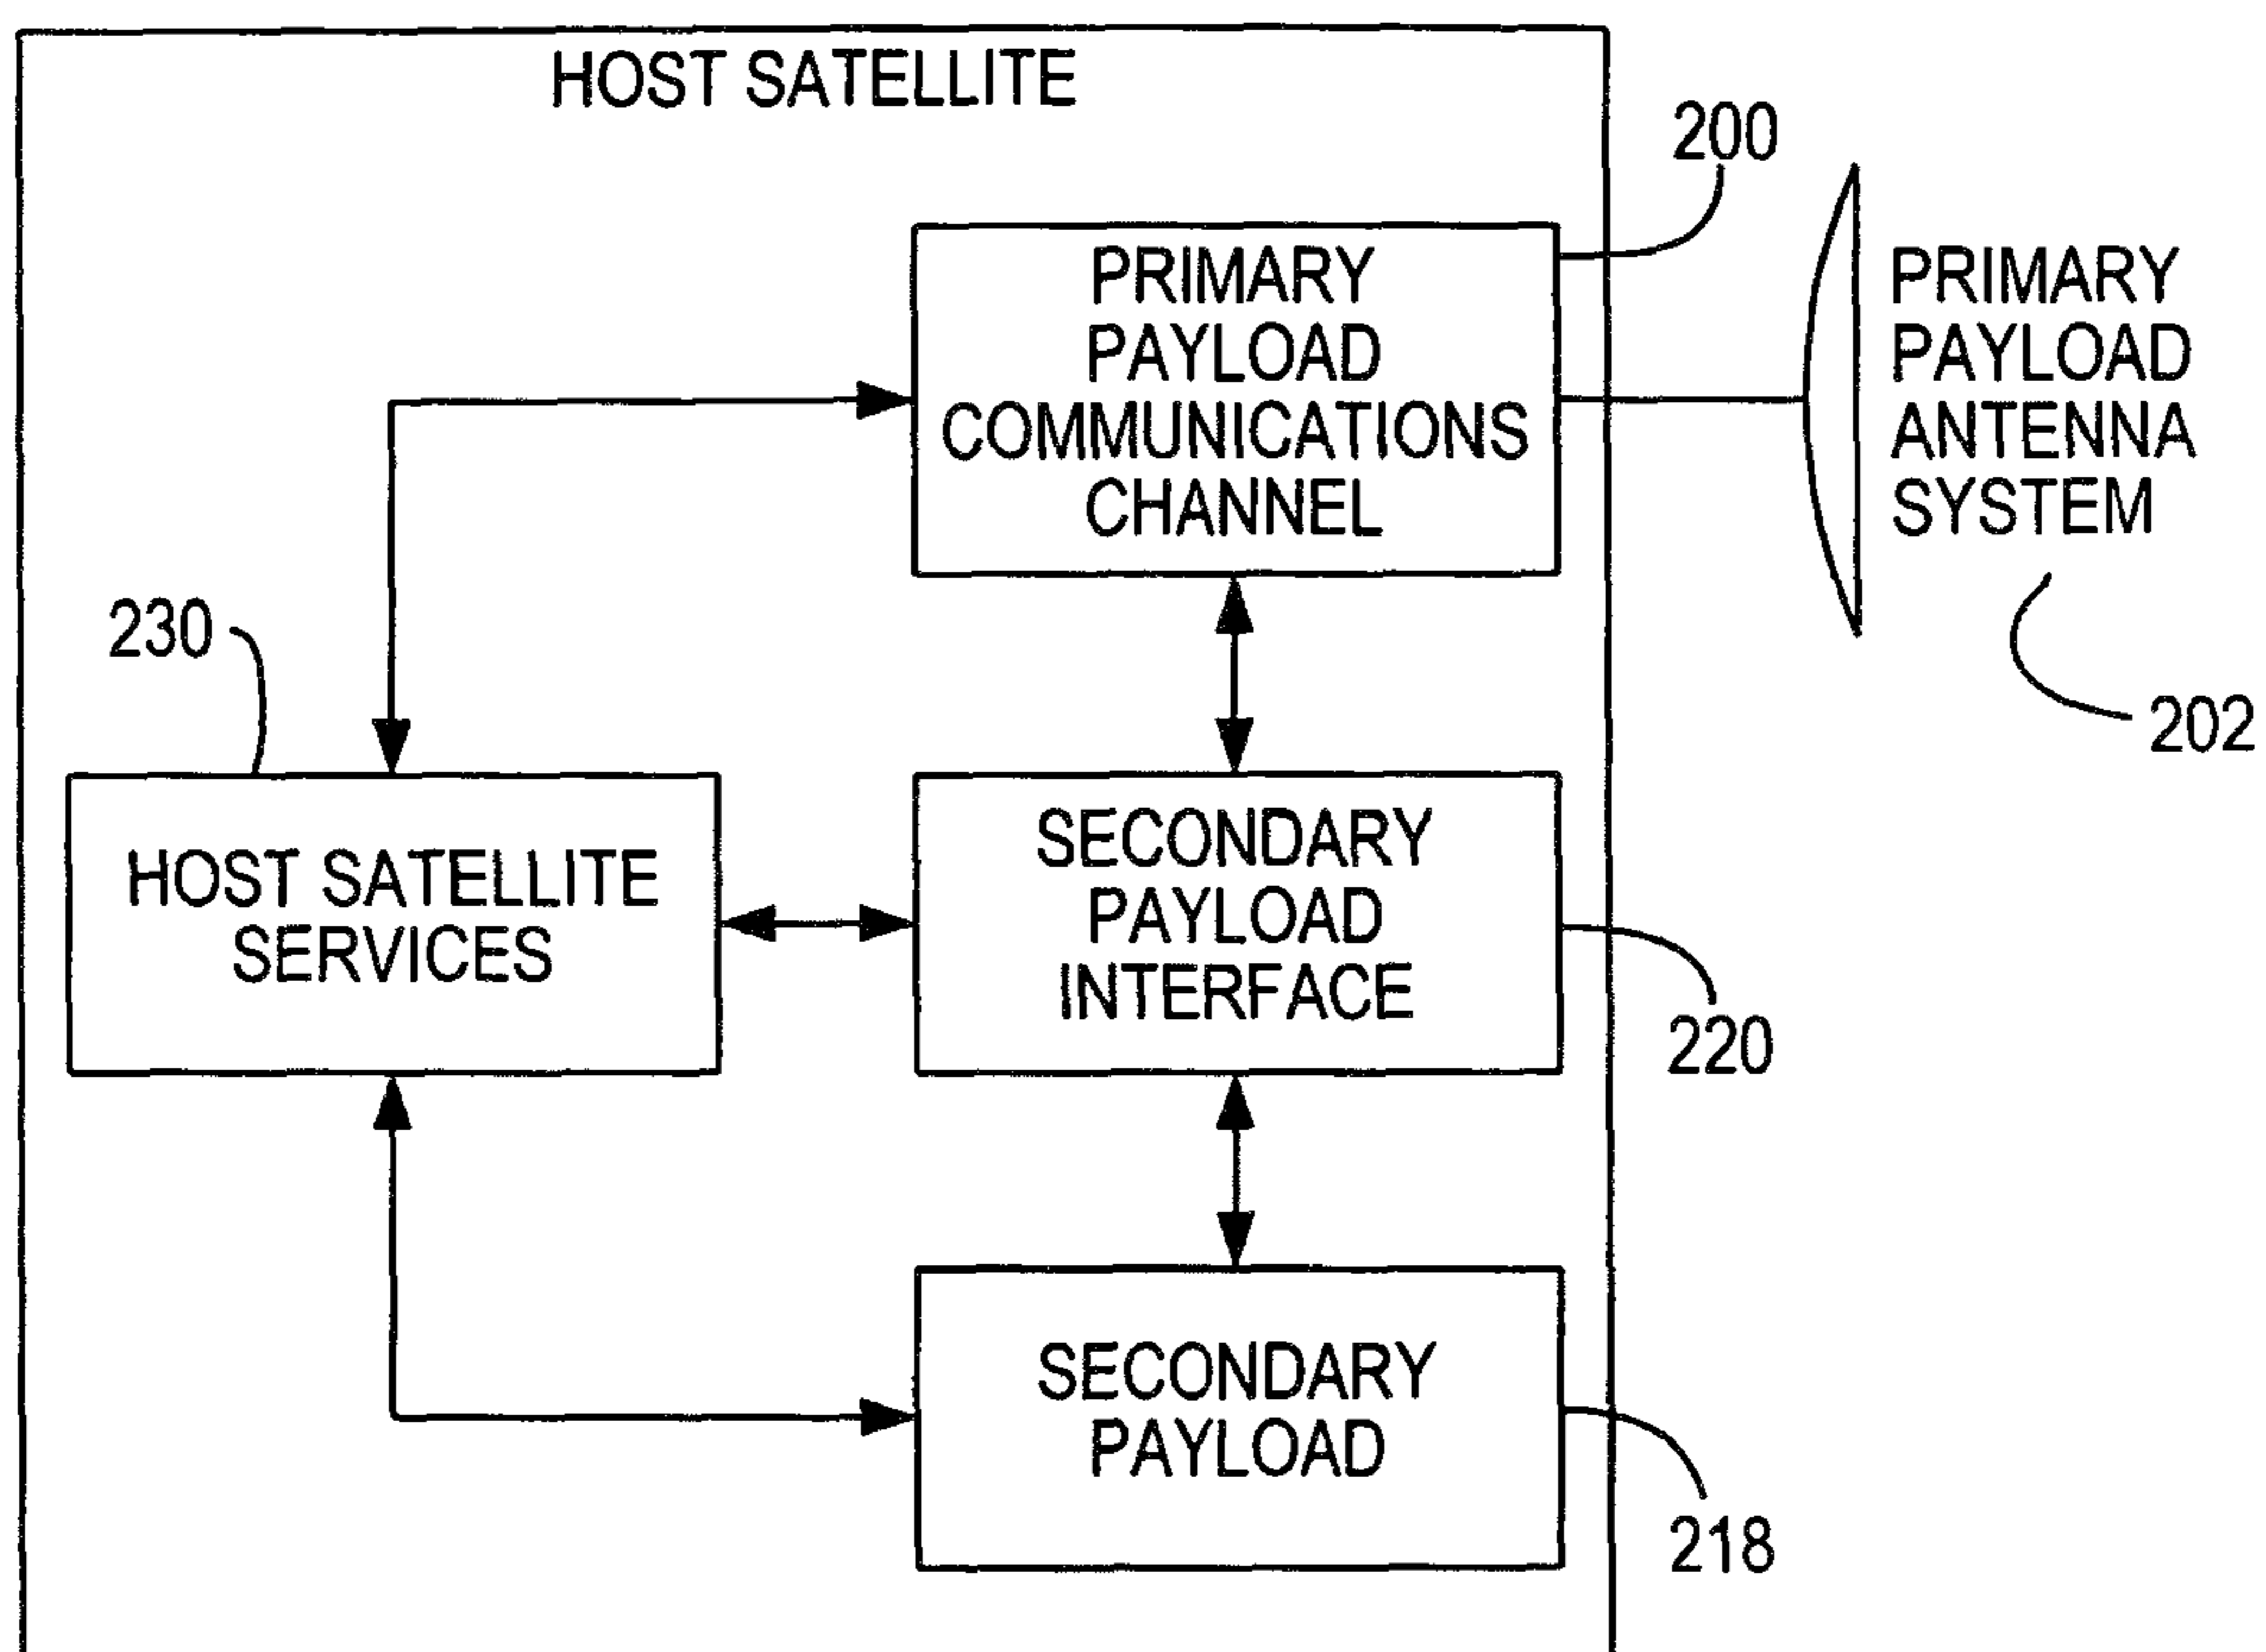 HOST SATELLITE
200
PRIMARY
PAYLOAD
COMMUNICATIONS
CHANNEL
PRIMARY
PAYLOAD
ANTENNA
SYSTEM
202
230
HOST SATELLITE
SERVICES
SECONDARY
PAYLOAD
INTERFACE
220
SECONDARY
PAYLOAD
218